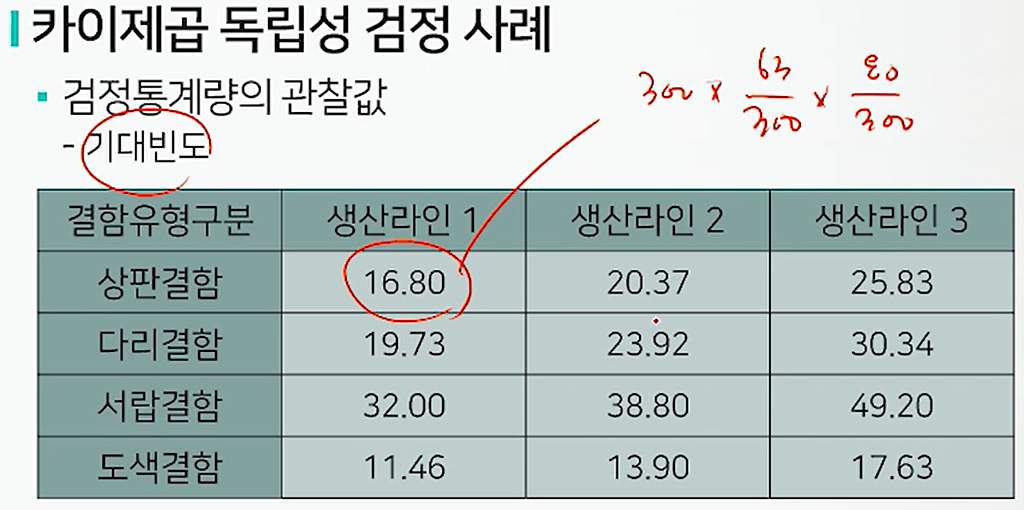 카이제곱 독립성 검정 사례
▪ 검정통계량의 관찰값
- 기대빈도
300 × 63/300 × 80/300
결함유형구분 생산라인 1 생산라인 2 생산라인 3
상판결함 16.80 20.37 25.83
다리결함 19.73 23.92 30.34
서랍결함 32.00 38.80 49.20
도색결함 11.46 13.90 17.63